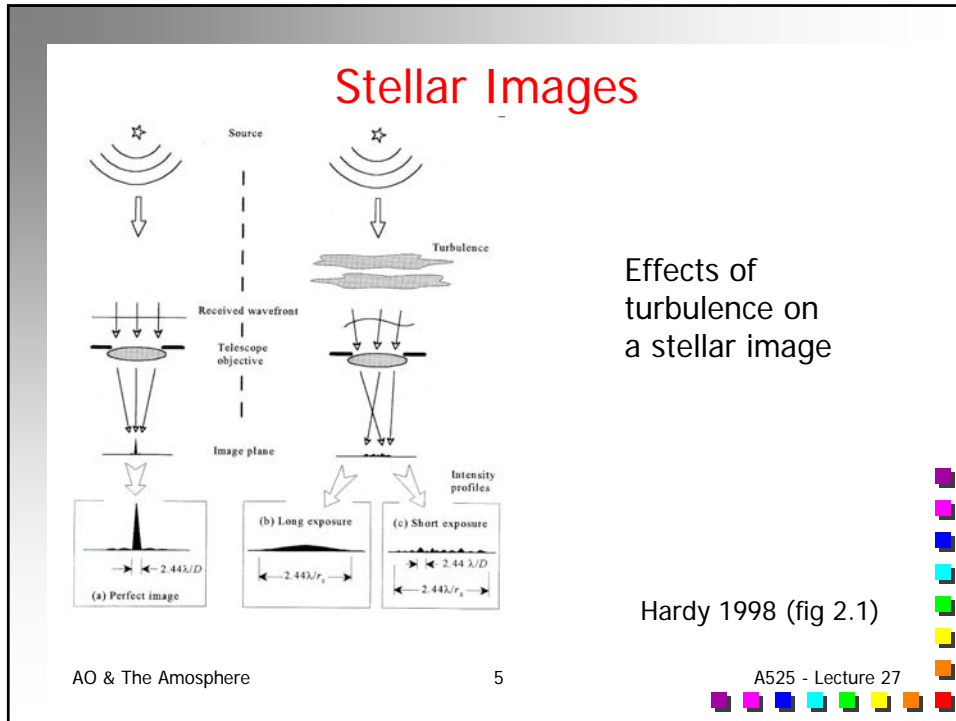 Stellar Images
Source
Turbulence
Received wavefront
Telescope
objective
Image plane
Intensity
profiles
2.44λ/D
(a) Perfect image
(b) Long exposure
2.44λ/r₀
(c) Short exposure
2.44 λ/D
2.44λ/r₀
Effects of
turbulence on
a stellar image
Hardy 1998 (fig 2.1)
AO & The Amosphere
5
A525 - Lecture 27